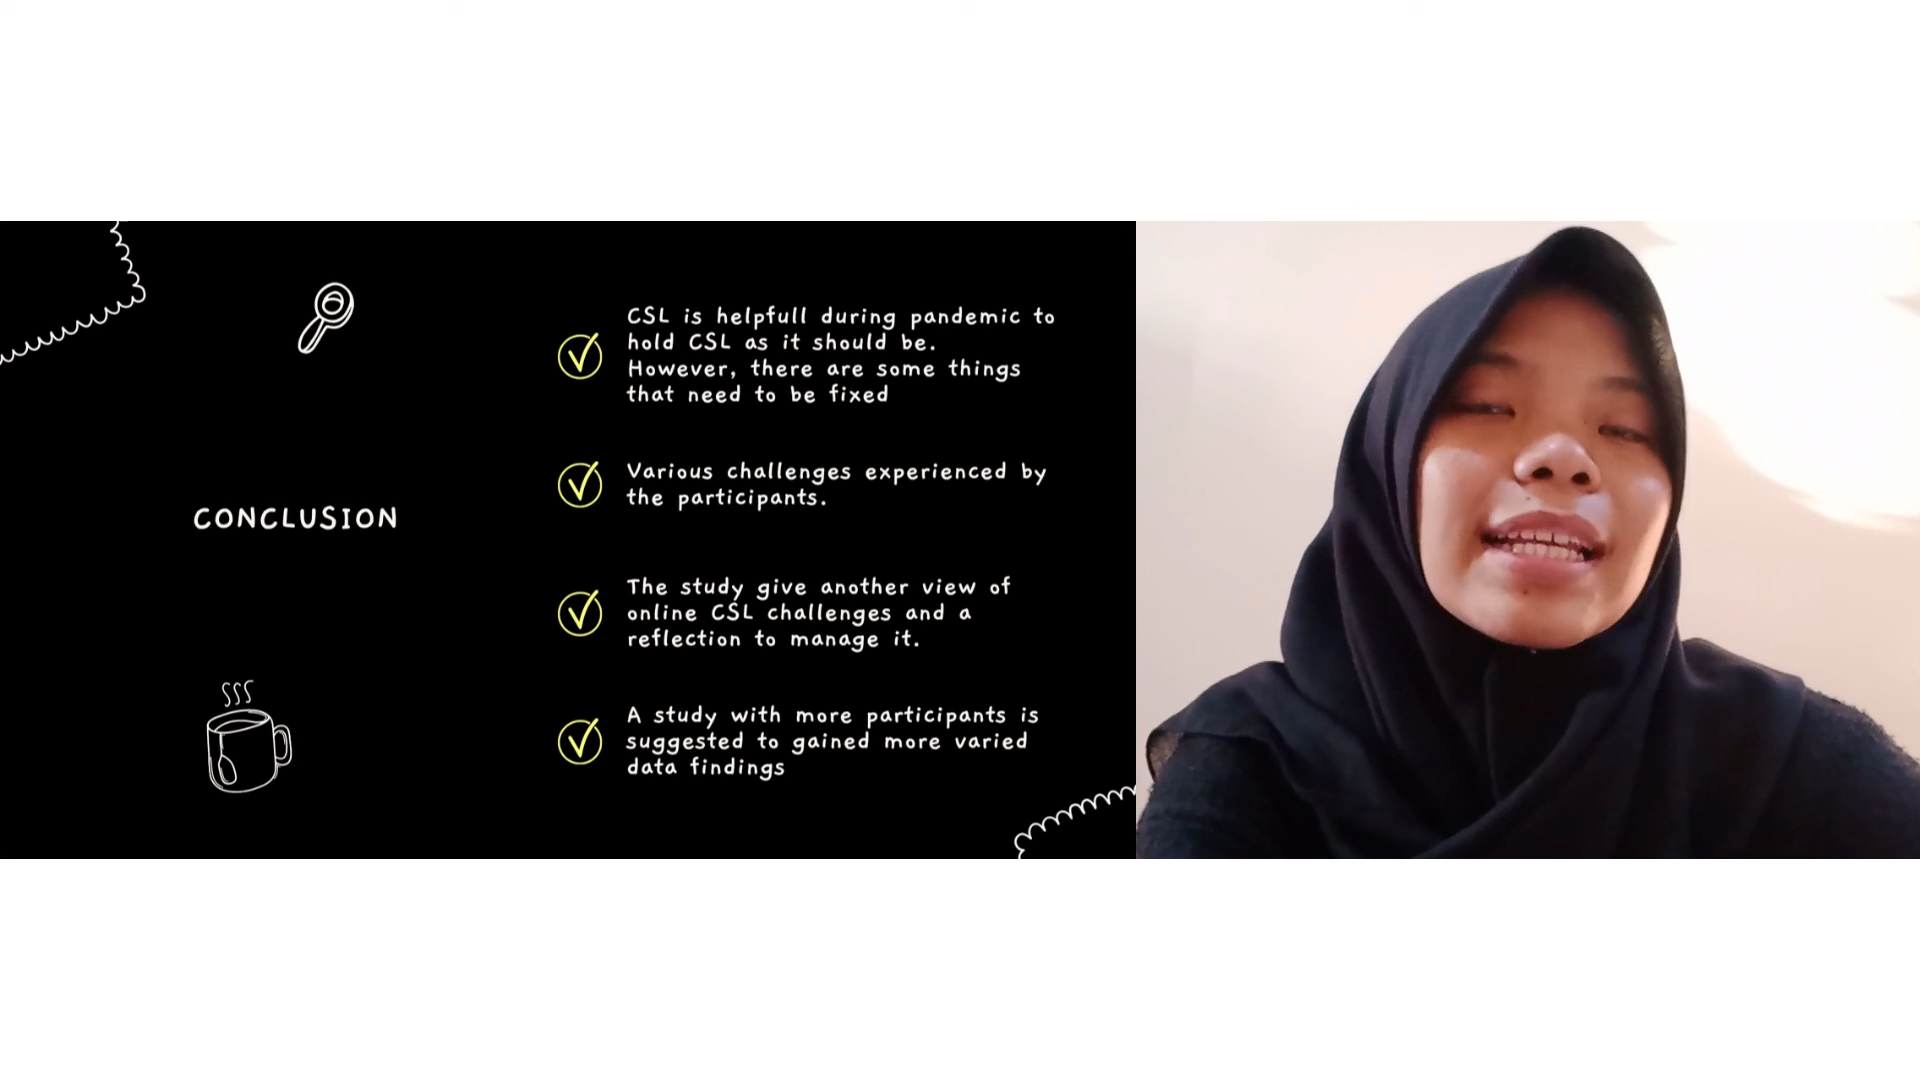 CONCLUSION
CSL is helpfull during pandemic to
hold CSL as it should be.
However, there are some things
that need to be fixed
Various challenges experienced by
the participants.
The study give another view of
online CSL challenges and a
reflection to manage it.
A study with more participants is
suggested to gained more varied
data findings